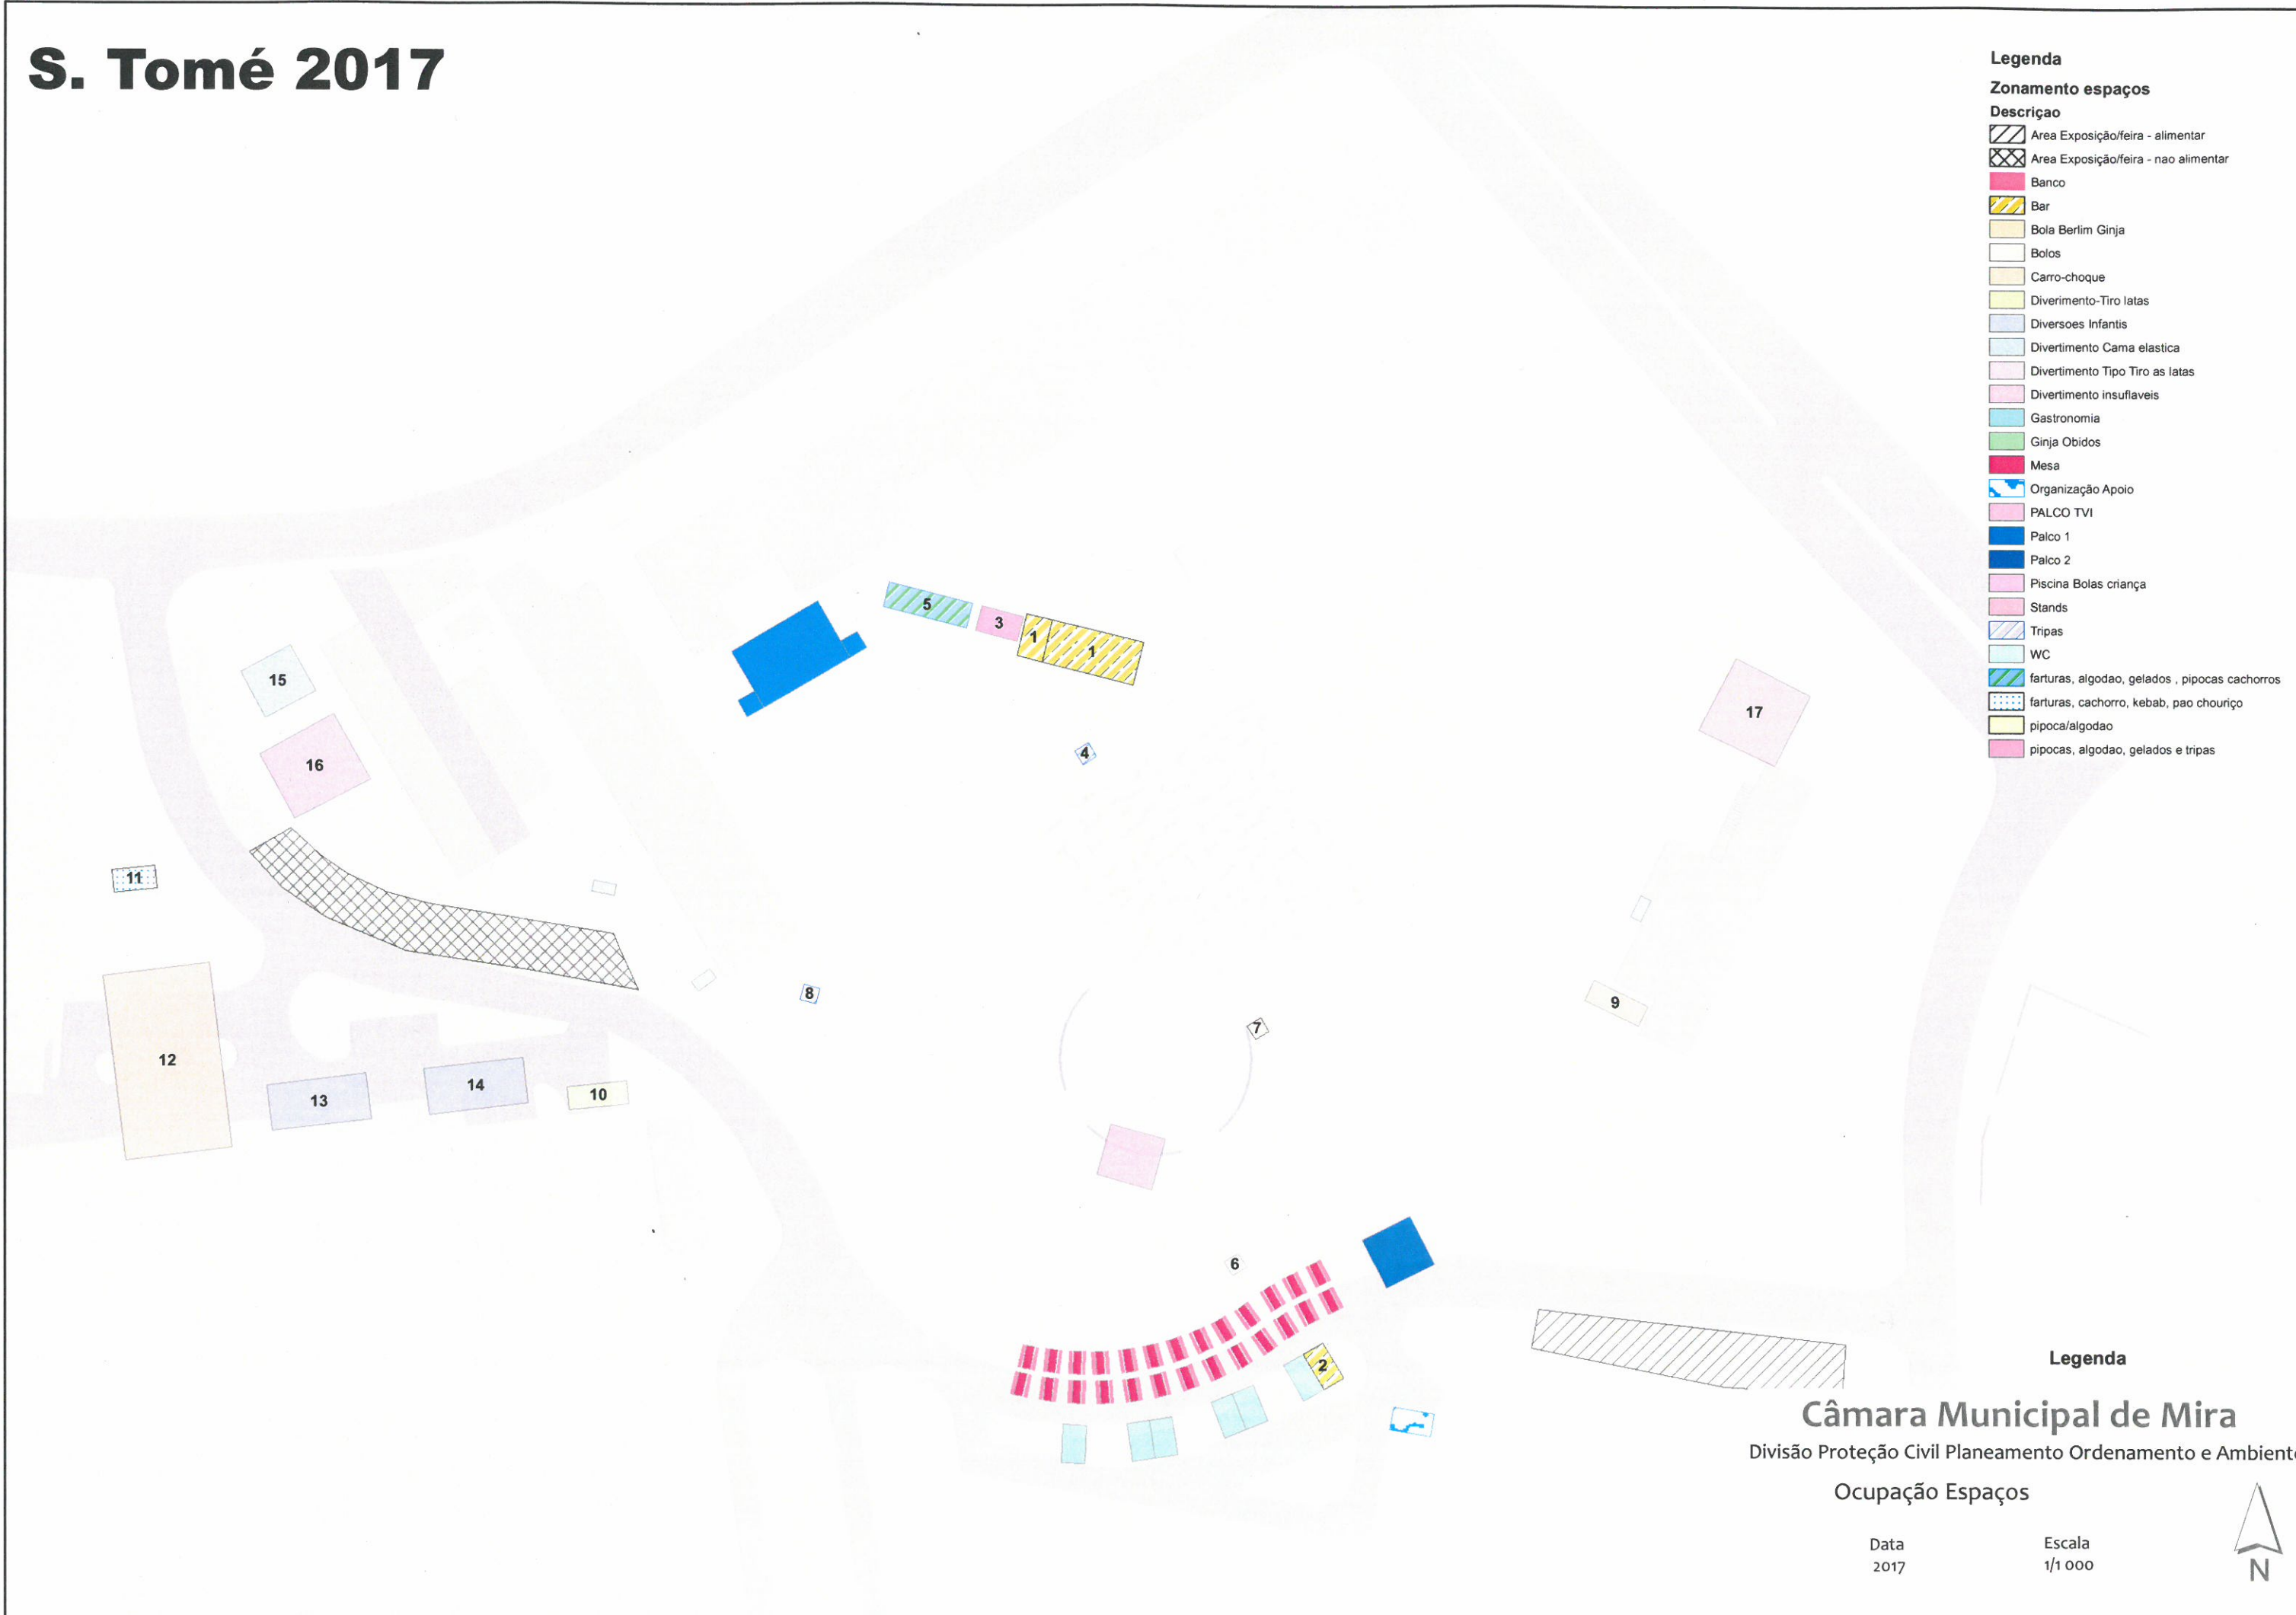 S. Tomé 2017
Legenda
Zonamento espaços
Descriçao
Area Exposição/feira - alimentar
Area Exposição/feira - nao alimentar
Banco
Bar
Bola Berlim Ginja
Bolos
Carro-choque
Diverimento-Tiro latas
Diversoes Infantis
Divertimento Cama elastica
Divertimento Tipo Tiro as latas
Divertimento insuflaveis
Gastronomia
Ginja Obidos
Mesa
Organização Apoio
PALCO TVI
Palco 1
Palco 2
Piscina Bolas criança
Stands
Tripas
WC
farturas, algodao, gelados , pipocas cachorros
farturas, cachorro, kebab, pao chouriço
pipoca/algodao
pipocas, algodao, gelados e tripas
5
3
1
1
15
17
4
16
11
8
9
7
12
14
10
13
6
2
Legenda
Câmara Municipal de Mira
Divisão Proteção Civil Planeamento Ordenamento e Ambient
Ocupação Espaços
Data
2017
Escala
1/1 000
N